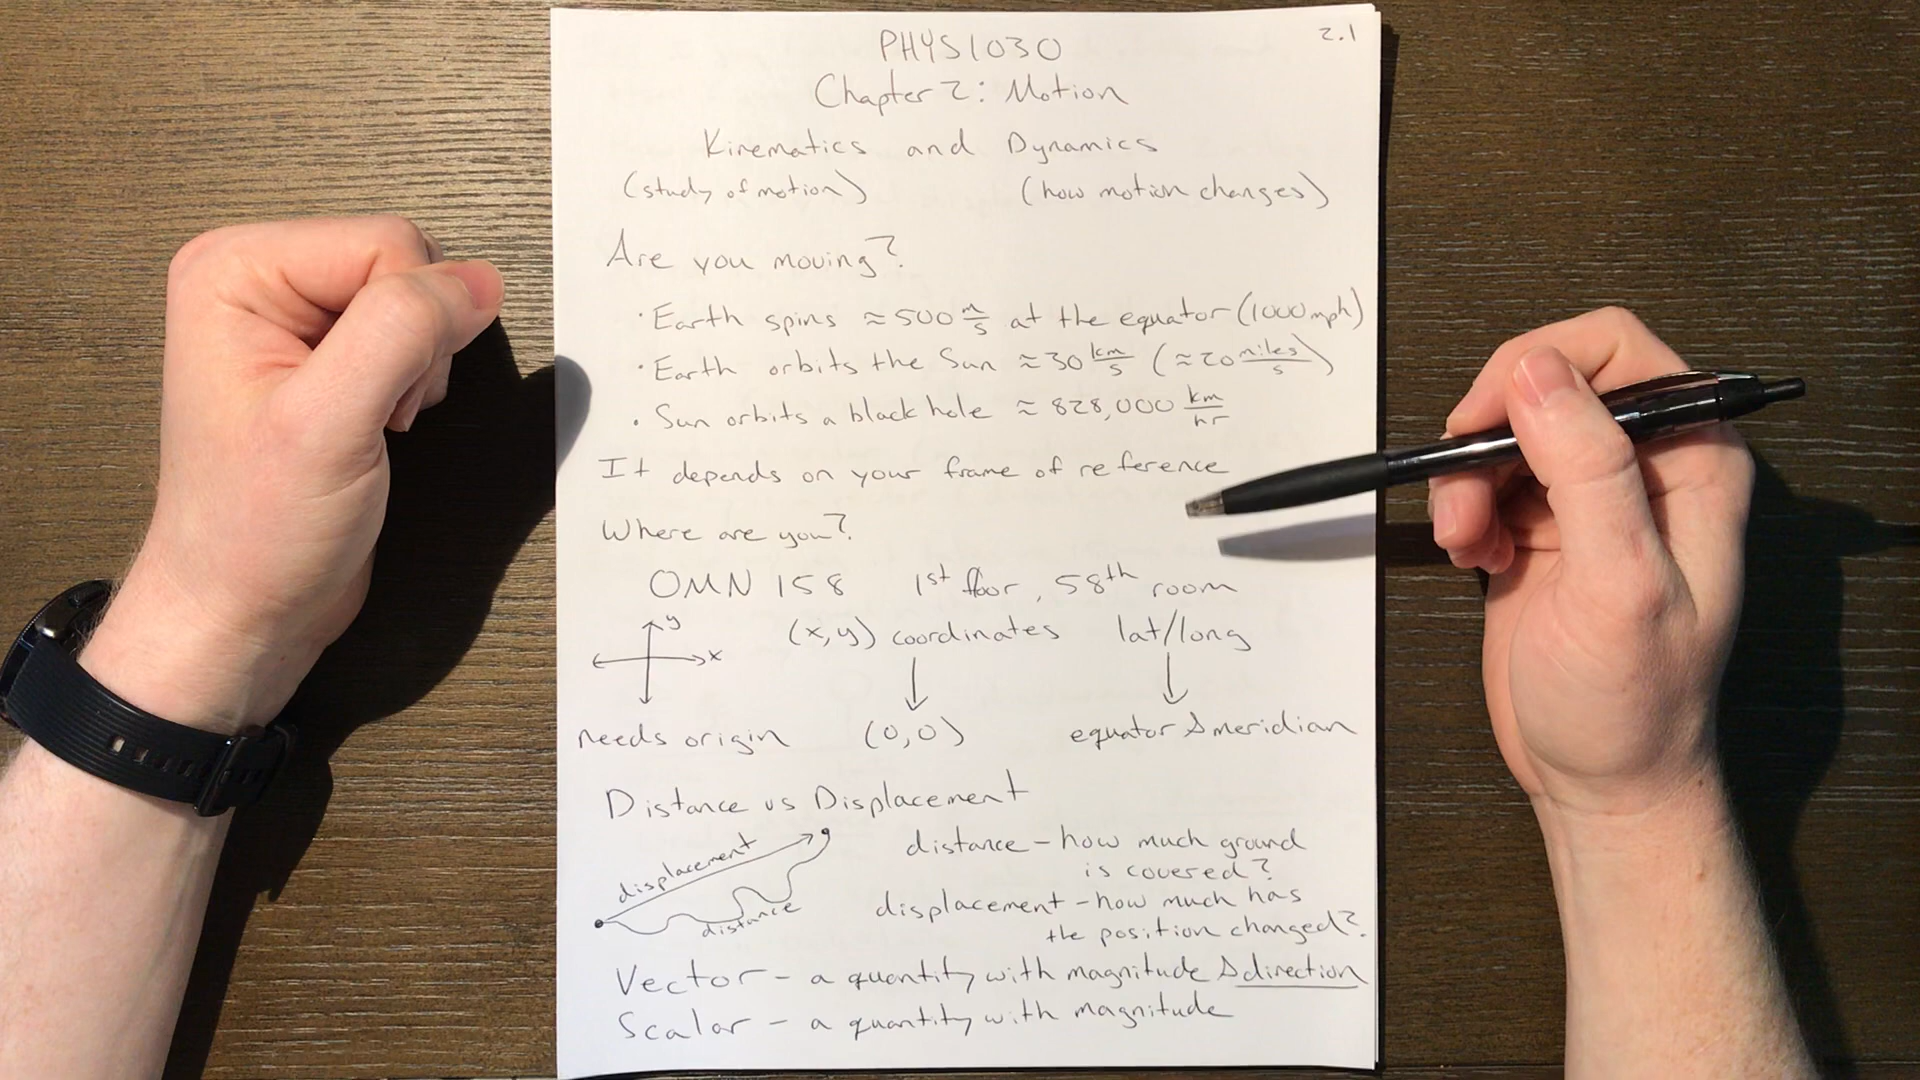 2.1
PHYS1030
Chapter 2: Motion
Kinematics and Dynamics
(study of motion) (how motion changes)
Are you moving?
· Earth spins ≈ 500 m/s at the equator (1000 mph)
· Earth orbits the Sun ≈ 30 km/s (≈ 20 miles/s)
· Sun orbits a black hole ≈ 828,000 km/hr
It depends on your frame of reference
Where are you?
OMN 158 1st floor, 58th room
y
x
(x,y) coordinates lat/long
needs origin (0,0) equator & meridian
Distance vs Displacement
displacement
distance
distance - how much ground
is covered?
displacement - how much has
the position changed?
Vector - a quantity with magnitude & direction
Scalar - a quantity with magnitude